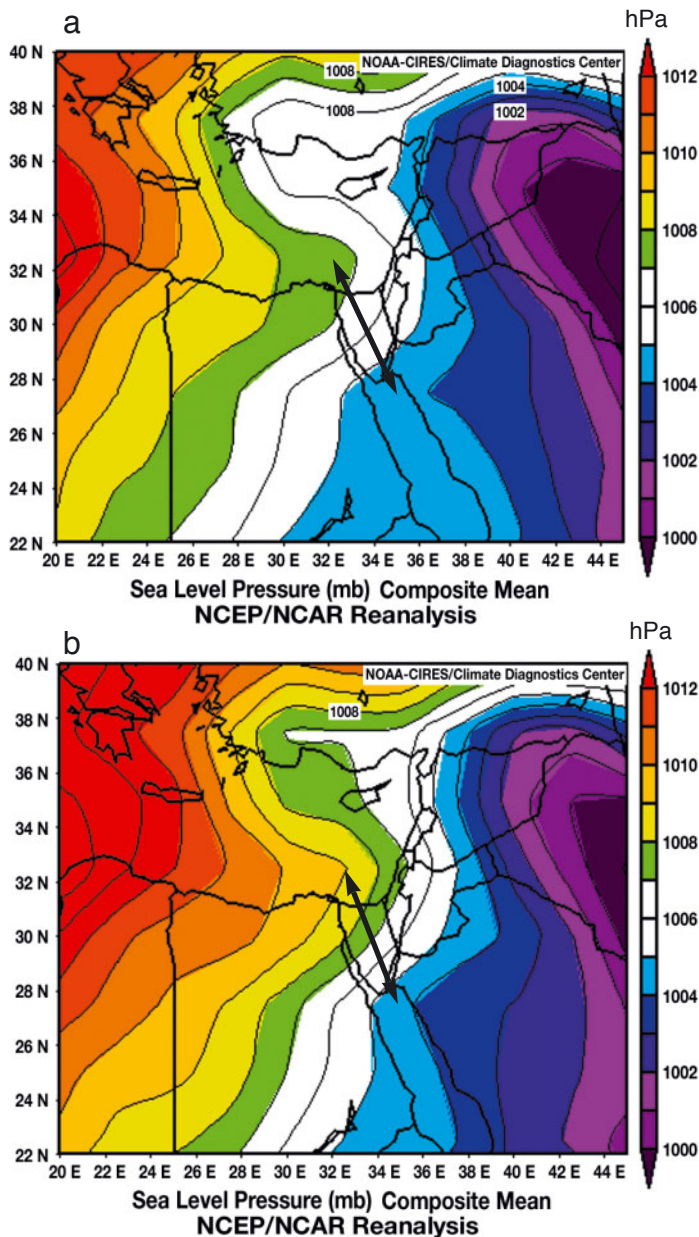 a
hPa
NOAA-CIRES/Climate Diagnostics Center
40 N
38 N
36 N
34 N
32 N
30 N
28 N
26 N
24 N
22 N
1008
1008
1004
1002
1012
1010
1008
1006
1004
1002
1000
20 E 22 E 24 E 26 E 28 E 30 E 32 E 34 E 36 E 38 E 40 E 42 E 44 E
Sea Level Pressure (mb) Composite Mean
NCEP/NCAR Reanalysis
b
hPa
NOAA-CIRES/Climate Diagnostics Center
40 N
38 N
36 N
34 N
32 N
30 N
28 N
26 N
24 N
22 N
1008
1012
1010
1008
1006
1004
1002
1000
20 E 22 E 24 E 26 E 28 E 30 E 32 E 34 E 36 E 38 E 40 E 42 E 44 E
Sea Level Pressure (mb) Composite Mean
NCEP/NCAR Reanalysis